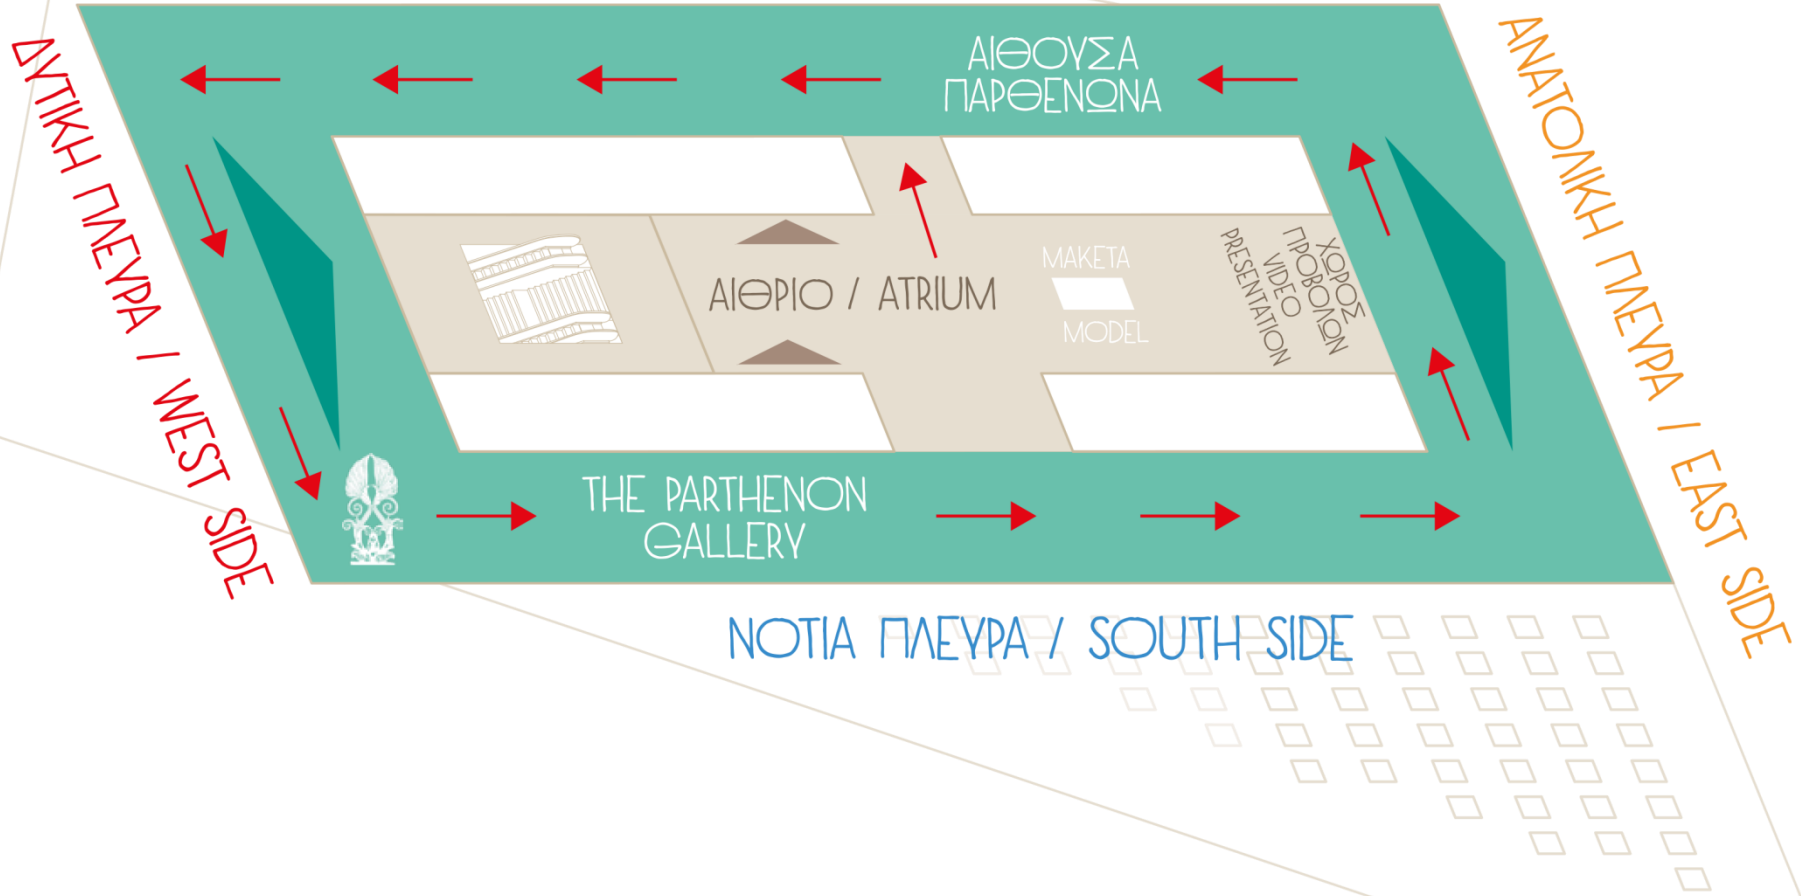 ΑΙΘΟΥΣΑ
ΠΑΡΘΕΝΩΝΑ
ΔΥΤΙΚΗ ΠΛΕΥΡΑ / WEST SIDE
ΑΝΑΤΟΛΙΚΗ ΠΛΕΥΡΑ / EAST SIDE
ΑΙΘΡΙΟ / ATRIUM
ΜΑΚΕΤΑ
MODEL
ΧΩΡΟΣ
ΠΡΟΒΟΛΩΝ
VIDEO
PRESENTATION
THE PARTHENON
GALLERY
ΝΟΤΙΑ ΠΛΕΥΡΑ / SOUTH SIDE